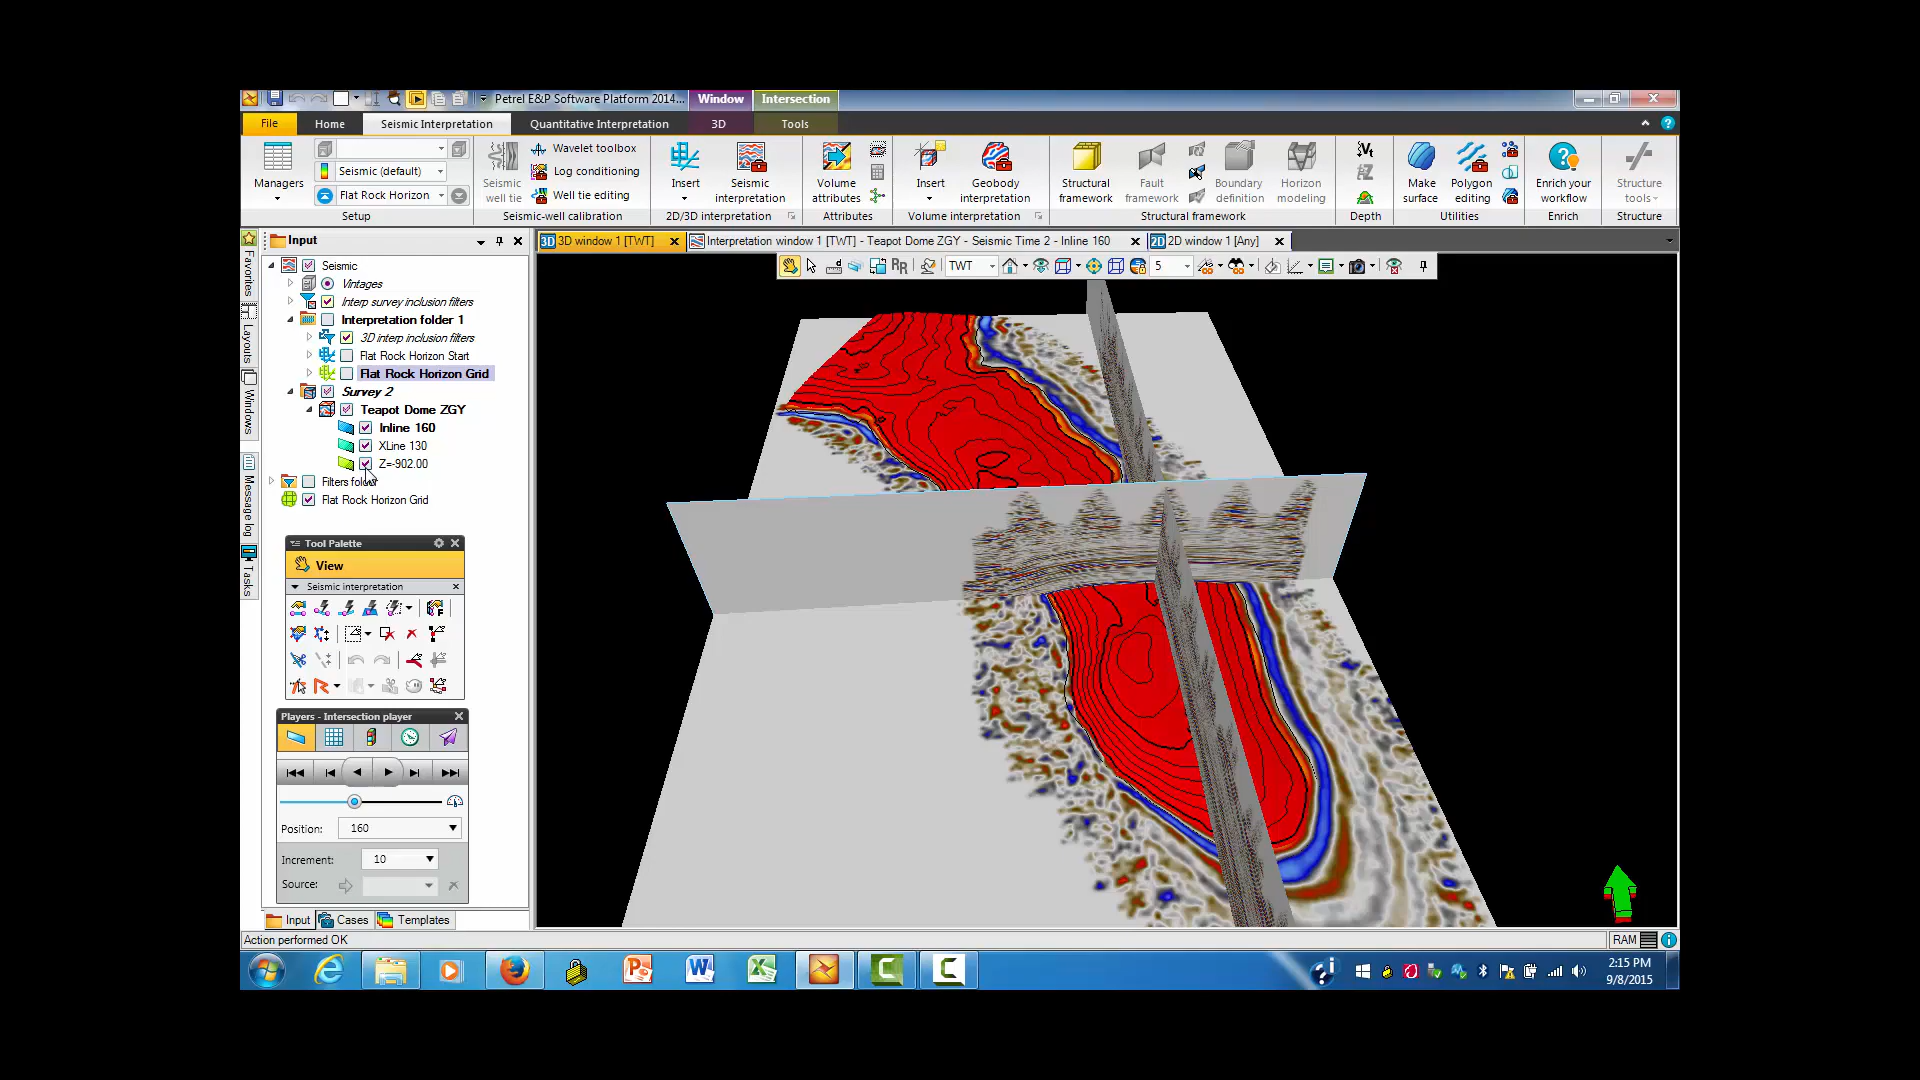 Petrel E&P Software Platform 2014...
Window
Intersection
File
Home
Seismic Interpretation
Quantitative Interpretation
3D
Tools
Managers
Seismic (default)
Flat Rock Horizon
Setup
Seismic well tie
Wavelet toolbox
Log conditioning
Well tie editing
Seismic-well calibration
Insert
Seismic interpretation
2D/3D interpretation
Volume attributes
Attributes
Insert
Geobody interpretation
Volume interpretation
Structural framework
Fault framework
Boundary definition
Horizon modeling
Structural framework
Depth
Make surface
Polygon editing
Utilities
Enrich your workflow
Enrich
Structure tools
Structure
Input
3D window 1 [TWT]
Interpretation window 1 [TWT] - Teapot Dome ZGY - Seismic Time 2 - Inline 160
2D window 1 [Any]
TWT
5
Favorites
Layouts
Windows
Message log
Tasks
Seismic
Vintages
Interp survey inclusion filters
Interpretation folder 1
3D interp inclusion filters
Flat Rock Horizon Start
Flat Rock Horizon Grid
Survey 2
Teapot Dome ZGY
Inline 160
XLine 130
Z=-902.00
Filters folder
Flat Rock Horizon Grid
Tool Palette
View
Seismic interpretation
Players - Intersection player
Position: 160
Increment: 10
Source:
Input
Cases
Templates
Action performed OK
RAM
2:15 PM
9/8/2015